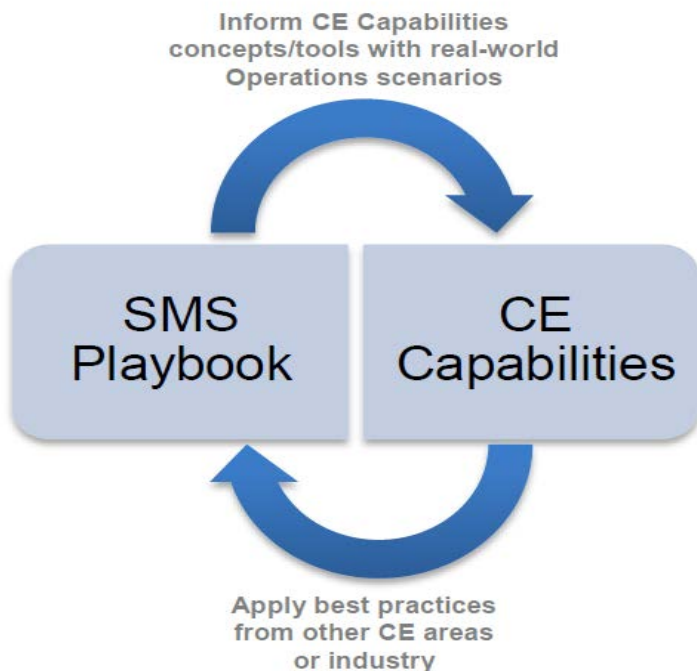 Inform CE Capabilities
concepts/tools with real-world
Operations scenarios
SMS
Playbook
CE
Capabilities
Apply best practices
from other CE areas
or industry